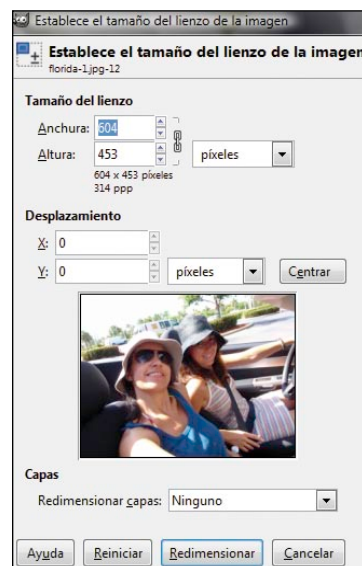 Establece el tamaño del lienzo de la imagen
Establece el tamaño del lienzo de la imagen
florida-1.jpg-12
Tamaño del lienzo
Anchura: 604
Altura: 453 píxeles
604 x 453 píxeles
314 ppp
Desplazamiento
X: 0
Y: 0 píxeles Centrar
Capas
Redimensionar capas: Ninguno
Ayuda Reiniciar Redimensionar Cancelar